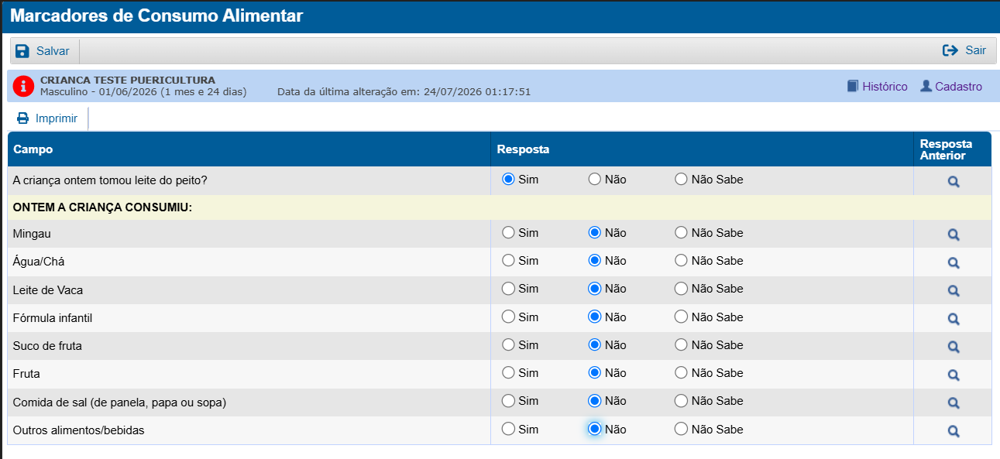 Marcadores de Consumo Alimentar
Salvar
Sair
CRIANCA TESTE PUERICULTURA
Masculino - 01/06/2026 (1 mes e 24 dias) Data da última alteração em: 24/07/2026 01:17:51
Histórico Cadastro
Imprimir
Campo Resposta Resposta Anterior
A criança ontem tomou leite do peito? Sim Não Não Sabe
ONTEM A CRIANÇA CONSUMIU:
Mingau Sim Não Não Sabe
Água/Chá Sim Não Não Sabe
Leite de Vaca Sim Não Não Sabe
Fórmula infantil Sim Não Não Sabe
Suco de fruta Sim Não Não Sabe
Fruta Sim Não Não Sabe
Comida de sal (de panela, papa ou sopa) Sim Não Não Sabe
Outros alimentos/bebidas Sim Não Não Sabe